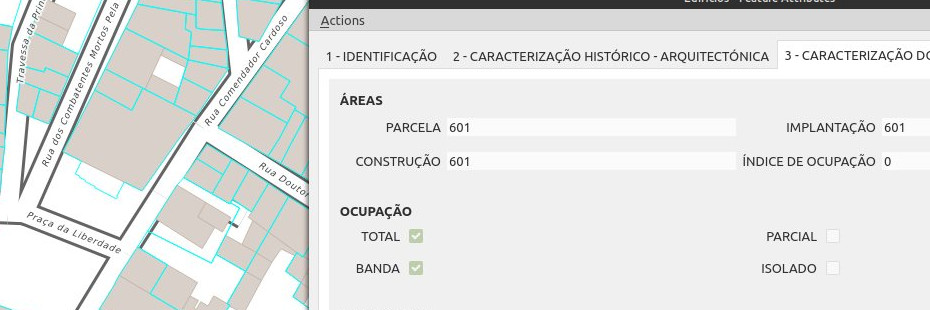 Edifícios - Feature Attributes
Actions
1 - IDENTIFICAÇÃO 2 - CARACTERIZAÇÃO HISTÓRICO - ARQUITECTÓNICA 3 - CARACTERIZAÇÃO DO
ÁREAS
PARCELA 601 IMPLANTAÇÃO 601
CONSTRUÇÃO 601 ÍNDICE DE OCUPAÇÃO 0
OCUPAÇÃO
TOTAL PARCIAL
BANDA ISOLADO
Travessa da Prin
Rua dos Combatentes Mortos Pela
Rua Comendador Cardoso
Rua Doutor
Praça da Liberdade